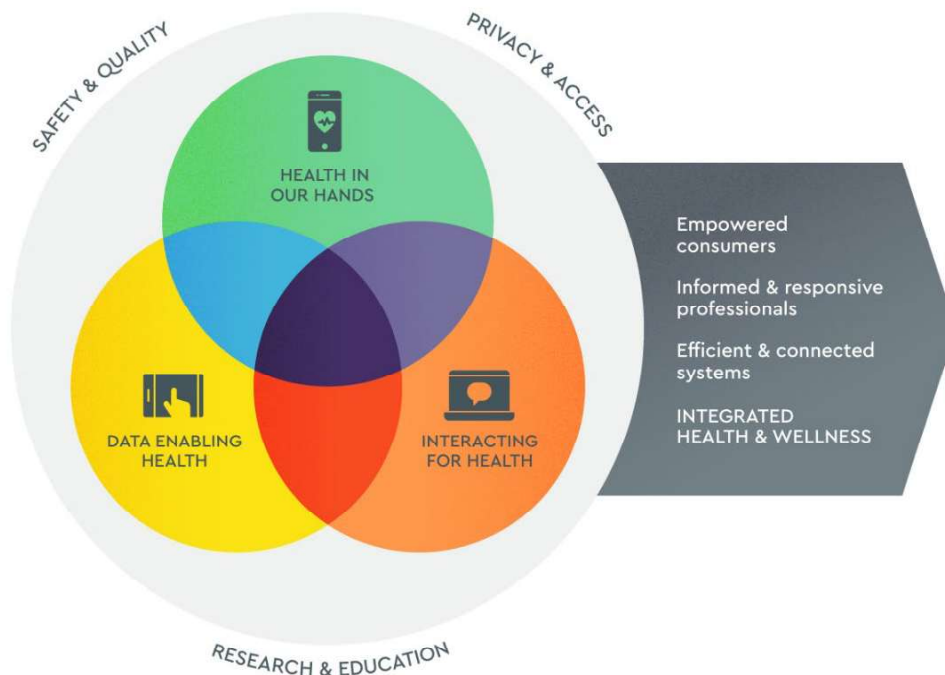 SAFETY & QUALITY
PRIVACY & ACCESS
HEALTH IN
OUR HANDS
DATA ENABLING
HEALTH
INTERACTING
FOR HEALTH
RESEARCH & EDUCATION
Empowered
consumers
Informed & responsive
professionals
Efficient & connected
systems
INTEGRATED
HEALTH & WELLNESS